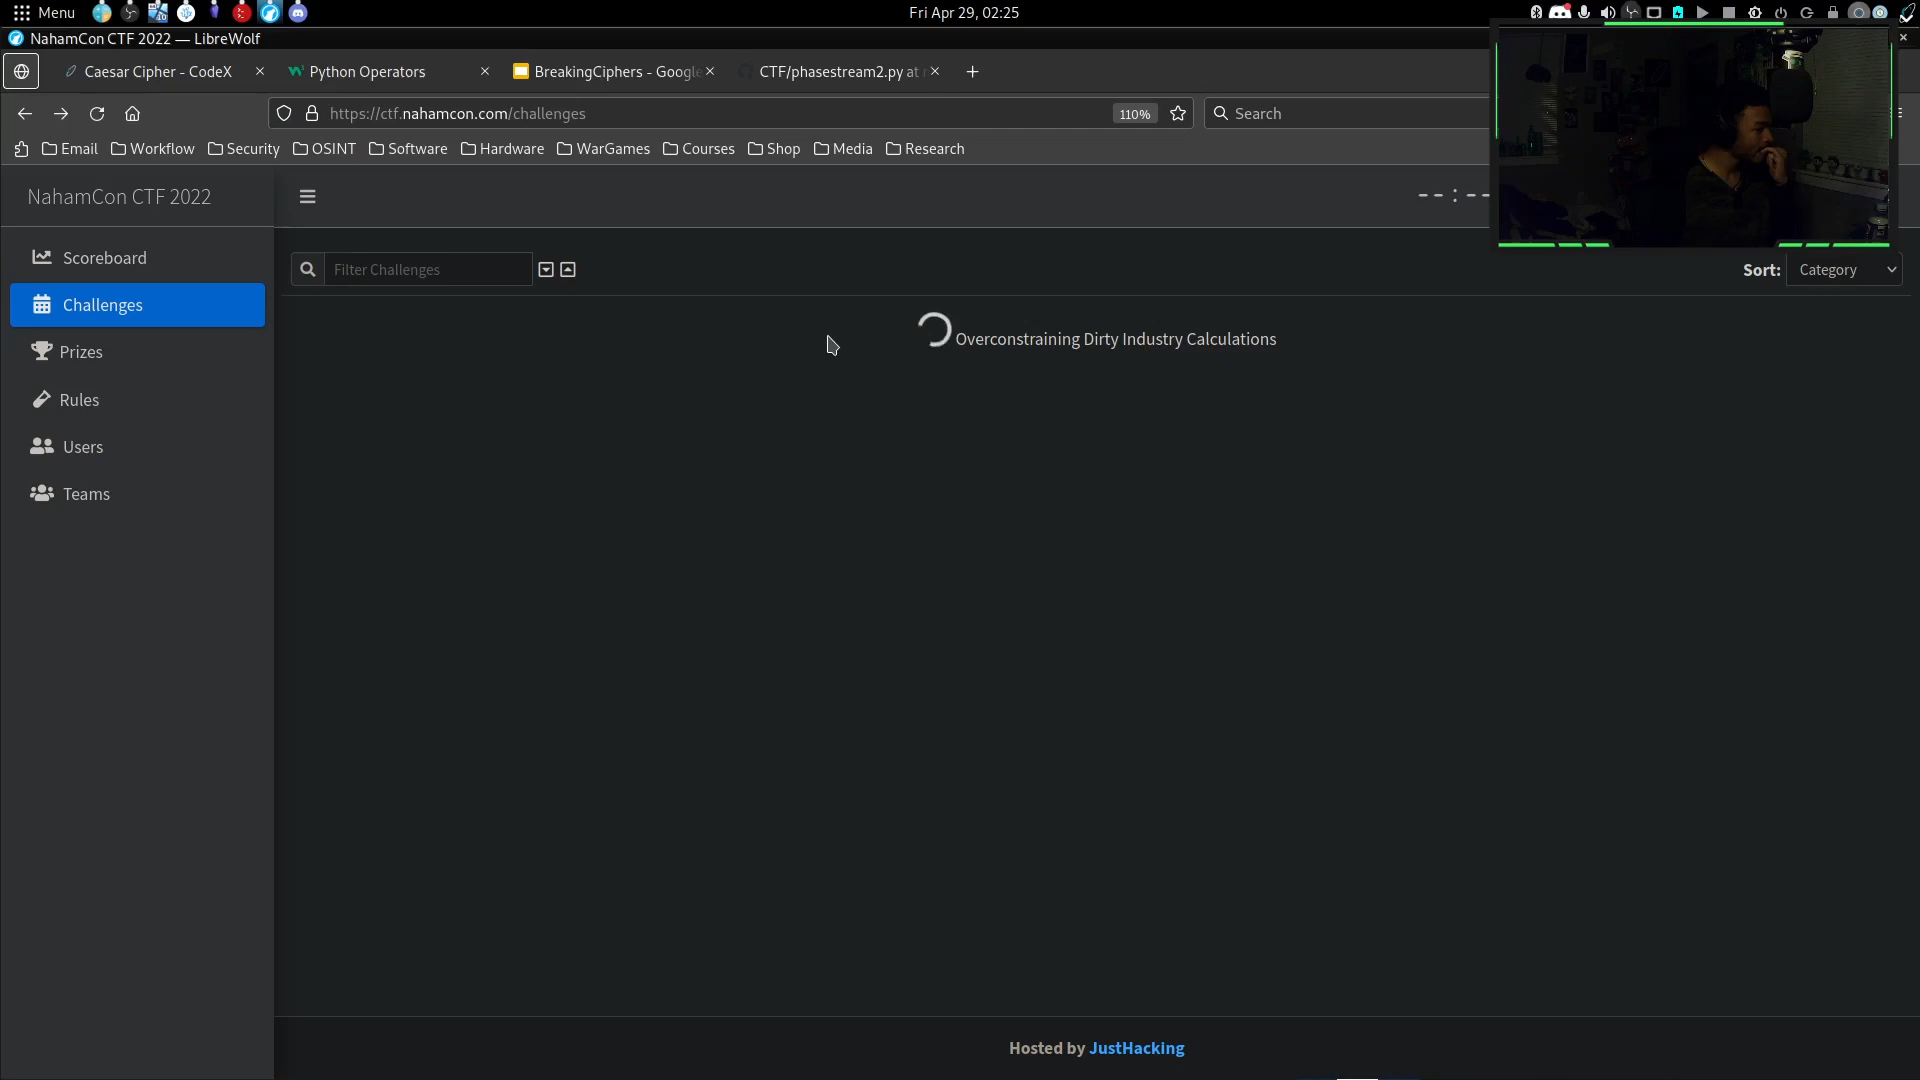 Menu
Fri Apr 29, 02:25
NahamCon CTF 2022 — LibreWolf
Caesar Cipher - CodeX
Python Operators
BreakingCiphers - Google
CTF/phasestream2.py at
https://ctf.nahamcon.com/challenges
110%
Search
Email
Workflow
Security
OSINT
Software
Hardware
WarGames
Courses
Shop
Media
Research
NahamCon CTF 2022
-- : --
Scoreboard
Challenges
Prizes
Rules
Users
Teams
Filter Challenges
Sort: Category
Overconstraining Dirty Industry Calculations
Hosted by JustHacking